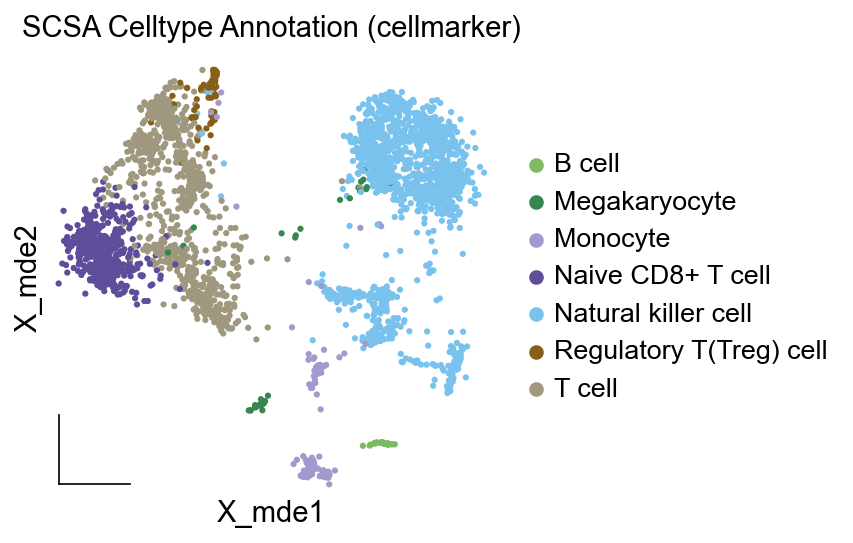 SCSA Celltype Annotation (cellmarker)
X_mde2
X_mde1
B cell
Megakaryocyte
Monocyte
Naive CD8+ T cell
Natural killer cell
Regulatory T(Treg) cell
T cell